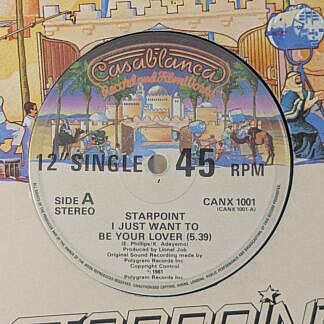 Casablanca
Record and FilmWorks
12" SINGLE 45 RPM
SIDE A
STEREO
CANX 1001
(CANX 1001-A)
STARPOINT
I JUST WANT TO
BE YOUR LOVER (5.39)
(E. Phillips/K. Adeyemo)
Produced by Lionel Job
Original Sound Recording made by
Polygram Records Inc.
Copyright Control
℗ 1981
Polygram Records Inc.
STARPOINT